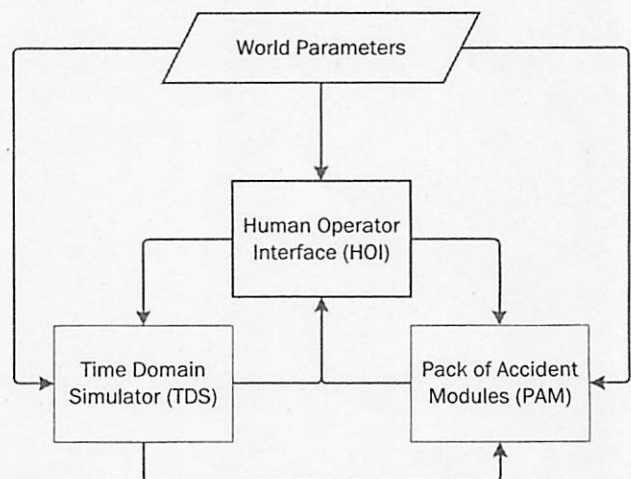 World Parameters
Human Operator
Interface (HOI)
Time Domain
Simulator (TDS)
Pack of Accident
Modules (PAM)